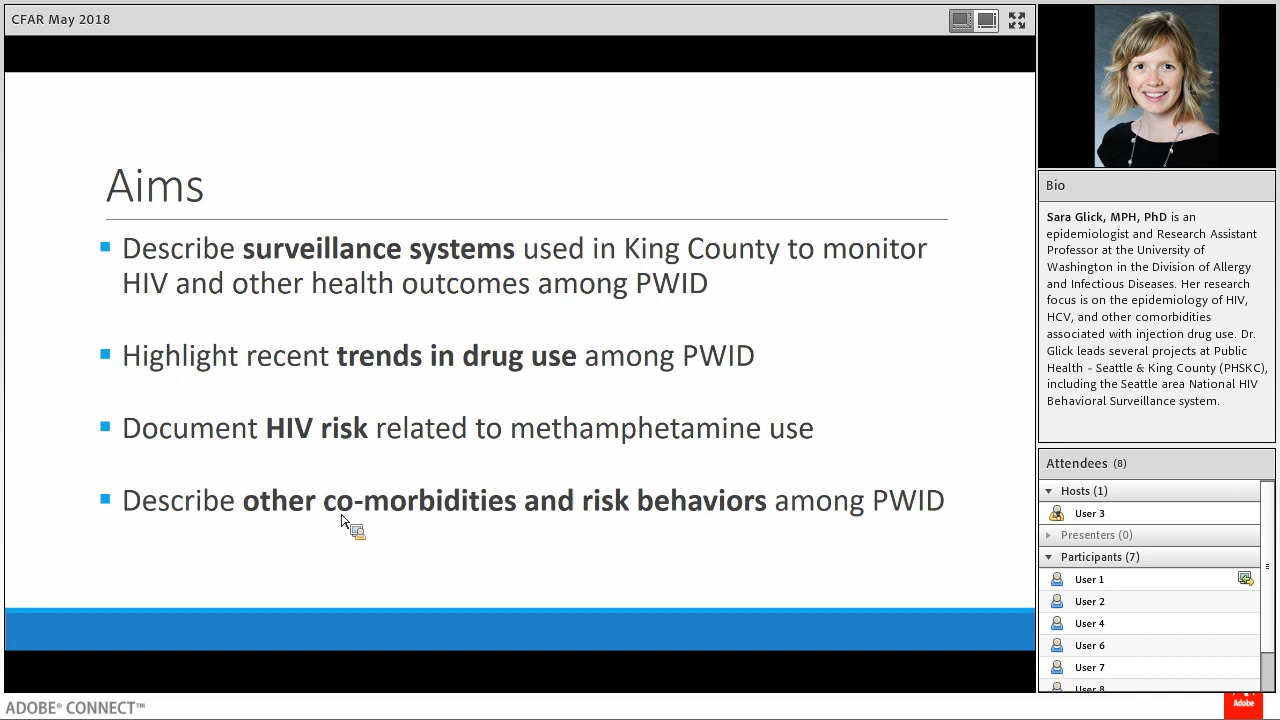 CFAR May 2018
Aims
Describe surveillance systems used in King County to monitor
HIV and other health outcomes among PWID
Highlight recent trends in drug use among PWID
Document HIV risk related to methamphetamine use
Describe other co-morbidities and risk behaviors among PWID
Bio
Sara Glick, MPH, PhD is an
epidemiologist and Research Assistant
Professor at the University of
Washington in the Division of Allergy
and Infectious Diseases. Her research
focus is on the epidemiology of HIV,
HCV, and other comorbidities
associated with injection drug use. Dr.
Glick leads several projects at Public
Health – Seattle & King County (PHSKC),
including the Seattle area National HIV
Behavioral Surveillance system.
Attendees (8)
Hosts (1)
User 3
Presenters (0)
Participants (7)
User 1
User 2
User 4
User 6
User 7
User 8
ADOBE® CONNECT™
Adobe